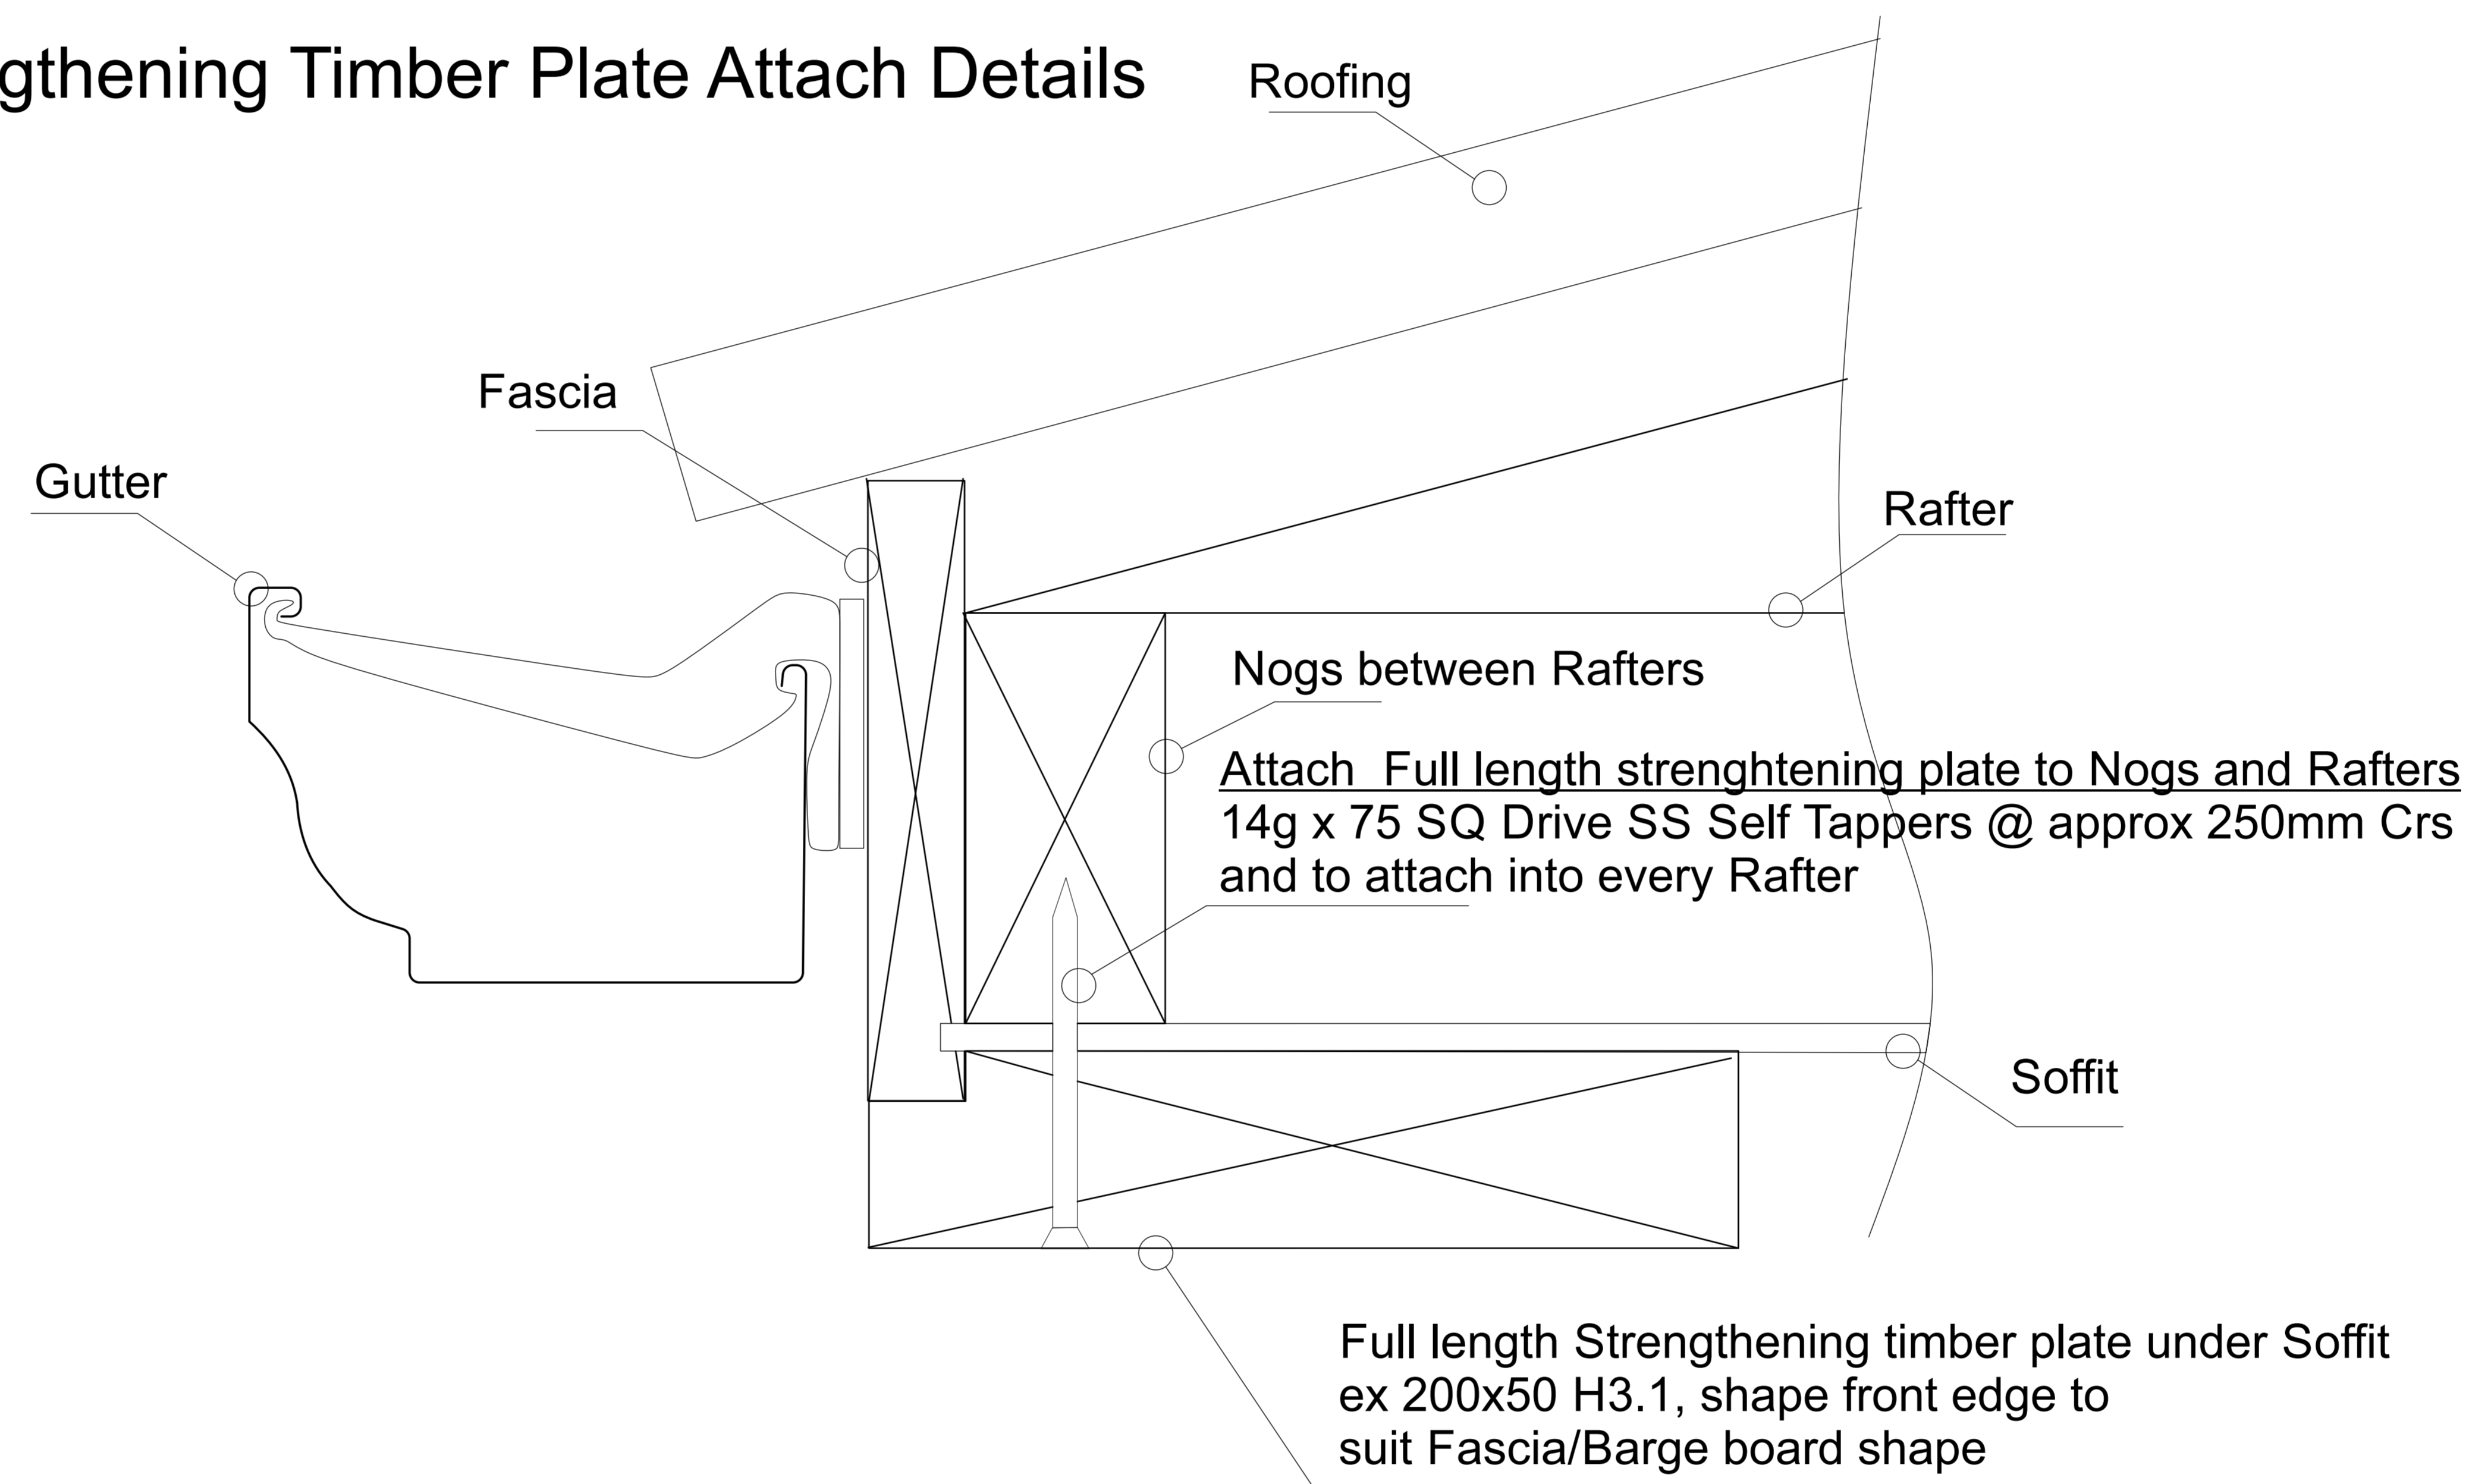 gthening Timber Plate Attach Details
Roofing
Fascia
Gutter
Rafter
Nogs between Rafters
Attach Full length strenghtening plate to Nogs and Rafters
14g x 75 SQ Drive SS Self Tappers @ approx 250mm Crs
and to attach into every Rafter
Soffit
Full length Strengthening timber plate under Soffit
ex 200x50 H3.1, shape front edge to
suit Fascia/Barge board shape